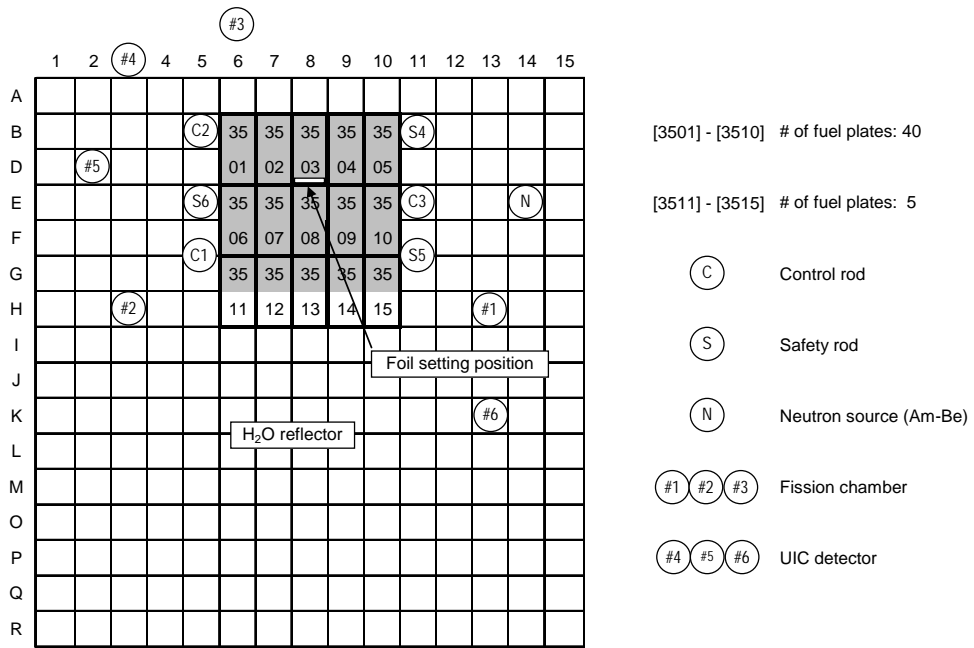 #3
1 2 #4 4 5 6 7 8 9 10 11 12 13 14 15
A
B C2 35 35 35 35 35 S4 [3501] - [3510] # of fuel plates: 40
D #5 01 02 03 04 05
E S6 35 35 35 35 35 C3 N [3511] - [3515] # of fuel plates: 5
F 06 07 08 09 10
C1 S5
G 35 35 35 35 35 C Control rod
H #2 11 12 13 14 15 #1
I S Safety rod
Foil setting position
J
K #6 N Neutron source (Am-Be)
H2O reflector
L
M #1 #2 #3 Fission chamber
O
P #4 #5 #6 UIC detector
Q
R